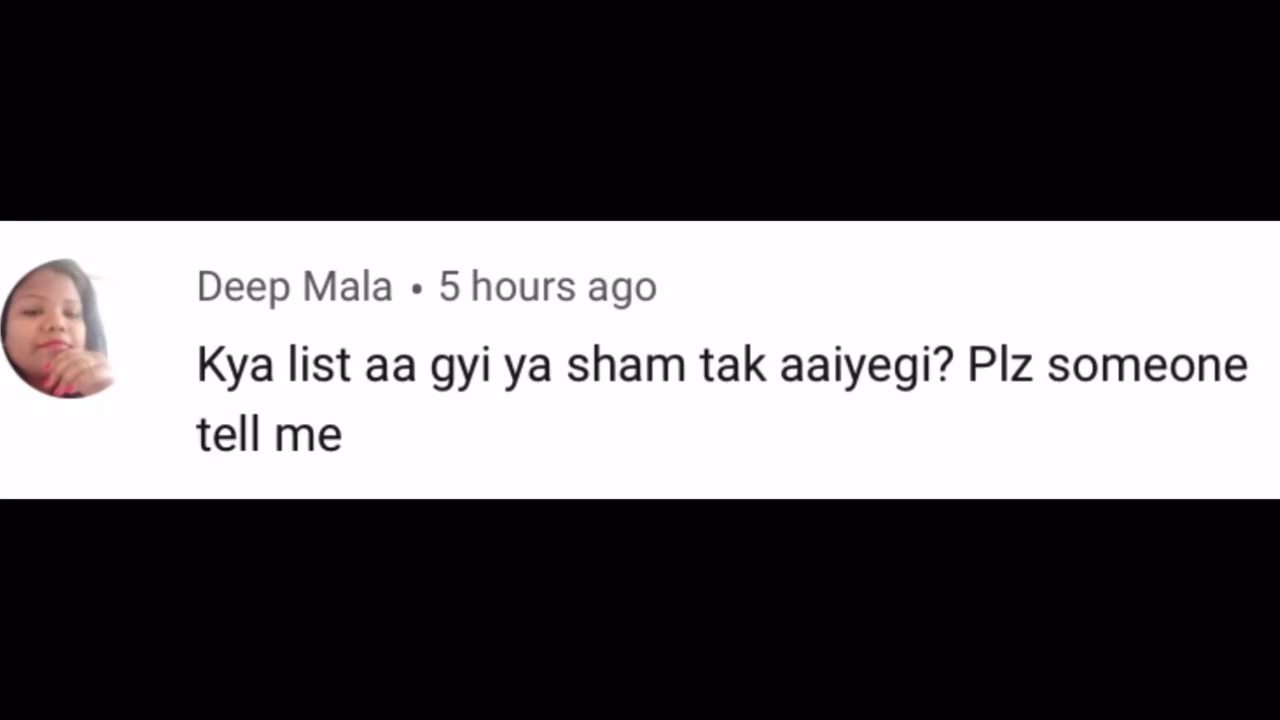 Deep Mala • 5 hours ago
Kya list aa gyi ya sham tak aaiyegi? Plz someone
tell me